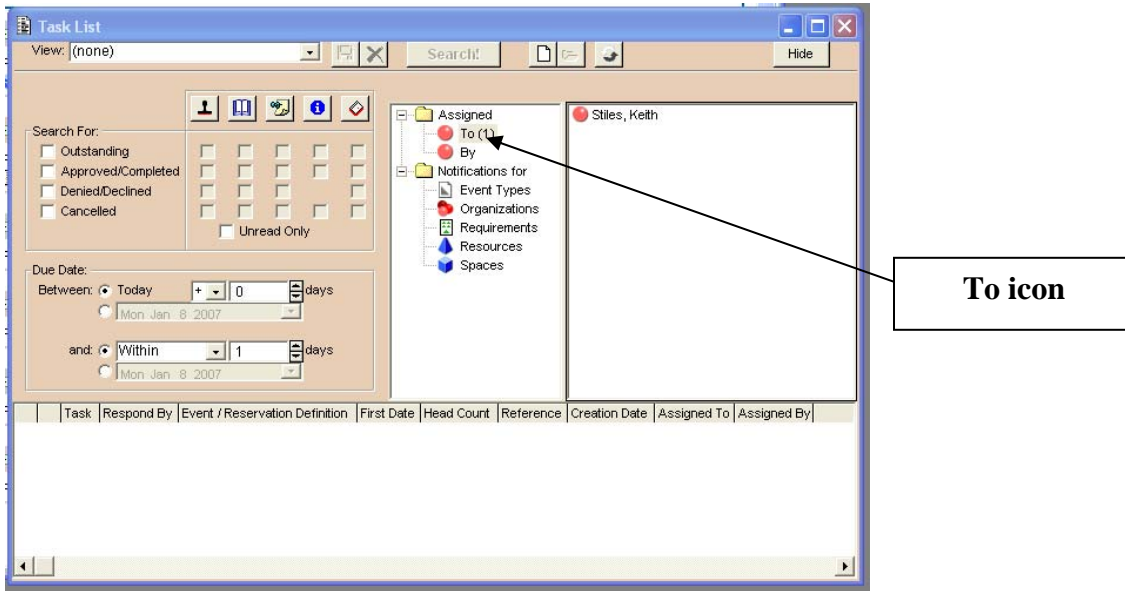 Task List
View: (none)
Search!
Hide
Search For:
Outstanding
Approved/Completed
Denied/Declined
Cancelled
Unread Only
Due Date:
Between: Today + 0 days
Mon Jan 8 2007
and: Within 1 days
Mon Jan 8 2007
Assigned
To (1)
By
Notifications for
Event Types
Organizations
Requirements
Resources
Spaces
Stiles, Keith
To icon
Task Respond By Event / Reservation Definition First Date Head Count Reference Creation Date Assigned To Assigned By